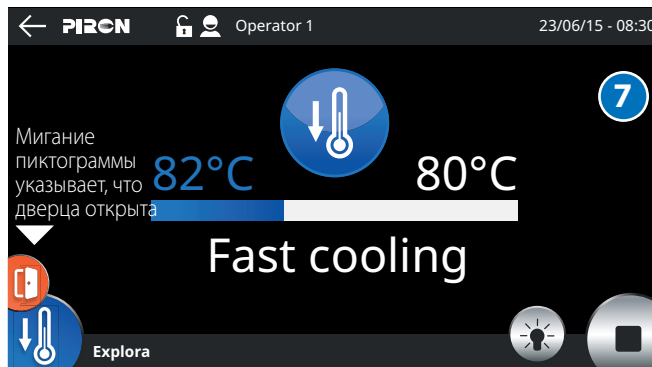 PIRON Operator 1 23/06/15 - 08:30
7
Мигание
пиктограммы
указывает, что
дверца открыта
82°C 80°C
Fast cooling
Explora